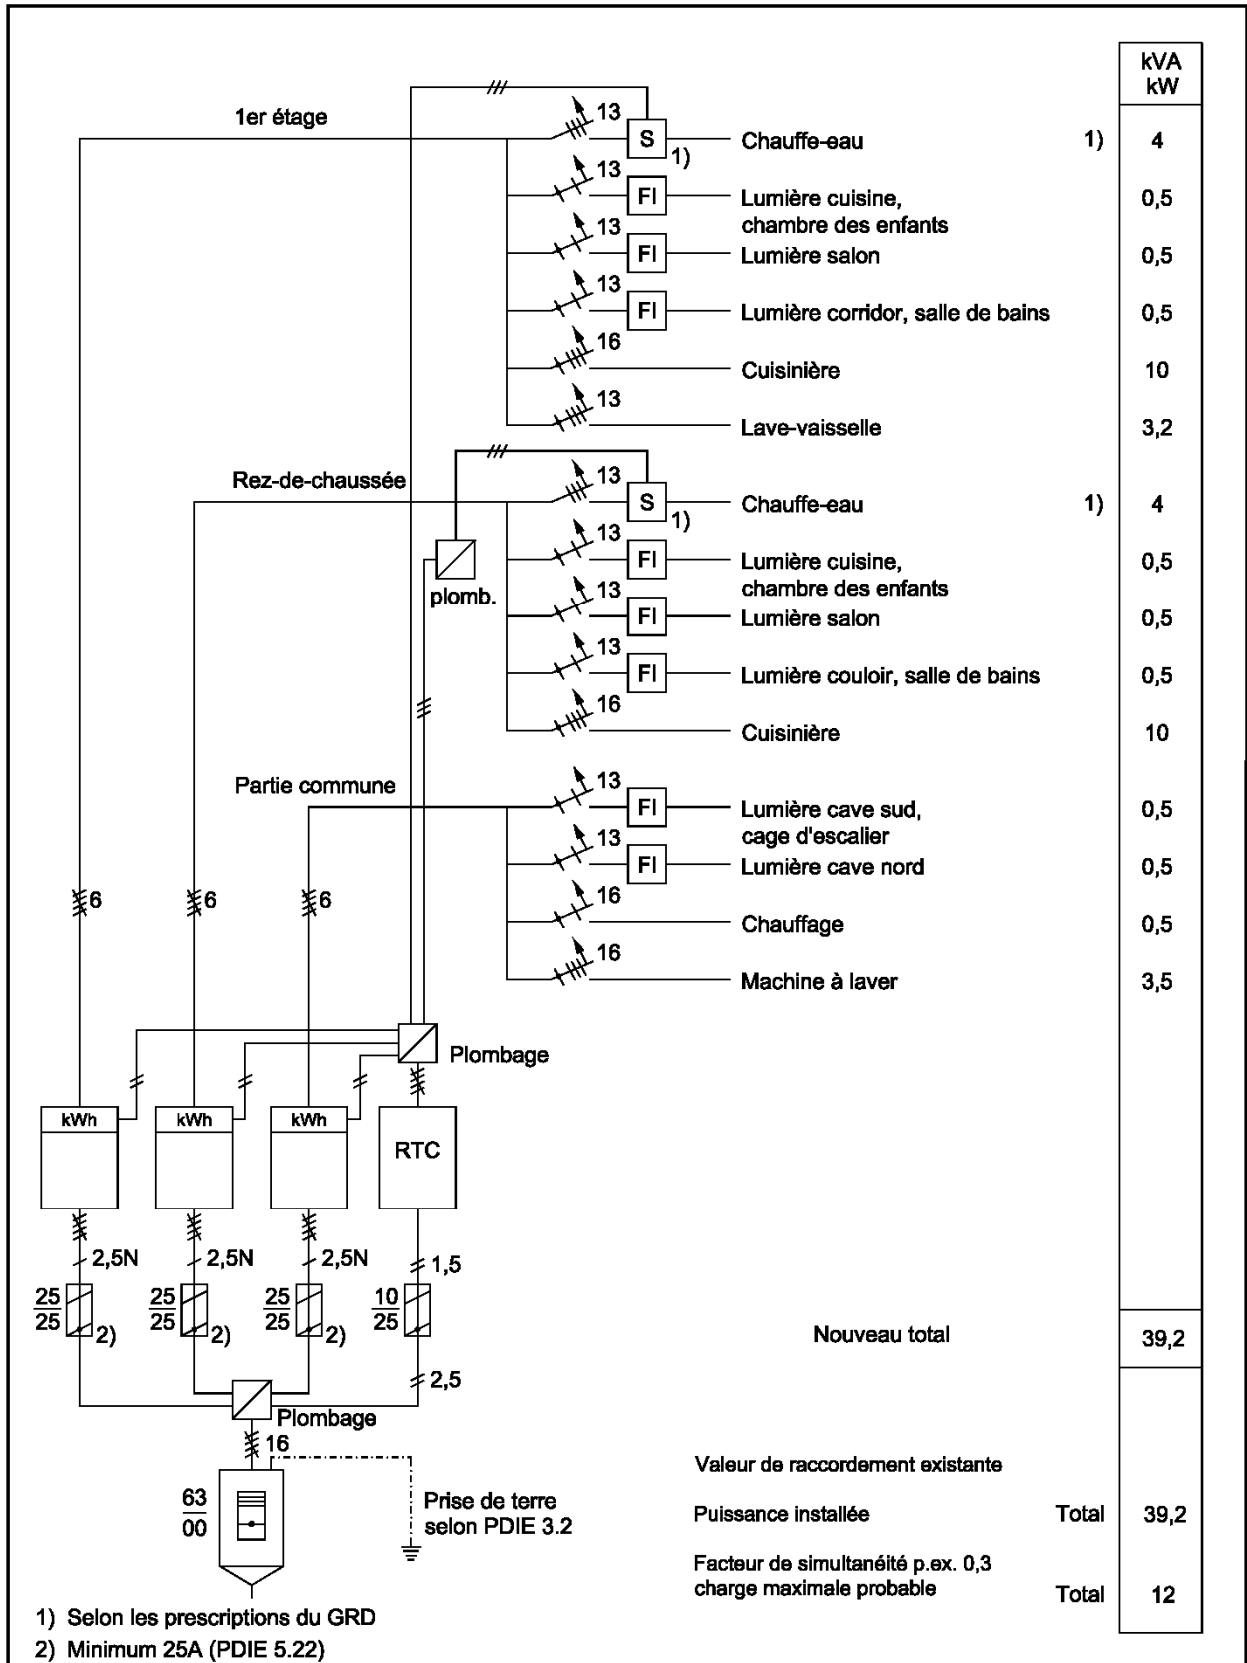 kVA
kW
1er étage
13
S
1)
Chauffe-eau
1)
4
13
FI
Lumière cuisine,
chambre des enfants
0,5
13
FI
Lumière salon
0,5
13
FI
Lumière corridor, salle de bains
0,5
16
Cuisinière
10
13
Lave-vaisselle
3,2
Rez-de-chaussée
13
S
1)
Chauffe-eau
1)
4
plomb.
13
FI
Lumière cuisine,
chambre des enfants
0,5
13
FI
Lumière salon
0,5
13
FI
Lumière couloir, salle de bains
0,5
16
Cuisinière
10
Partie commune
13
FI
Lumière cave sud,
cage d'escalier
0,5
13
FI
Lumière cave nord
0,5
16
Chauffage
0,5
16
Machine à laver
3,5
6
6
6
Plombage
kWh
kWh
kWh
RTC
2,5N
2,5N
2,5N
1,5
25
25
2)
25
25
2)
25
25
2)
10
25
2,5
Nouveau total
39,2
Plombage
16
63
00
Prise de terre
selon PDIE 3.2
Valeur de raccordement existante
Puissance installée
Total
39,2
Facteur de simultanéité p.ex. 0,3
charge maximale probable
Total
12
1) Selon les prescriptions du GRD
2) Minimum 25A (PDIE 5.22)